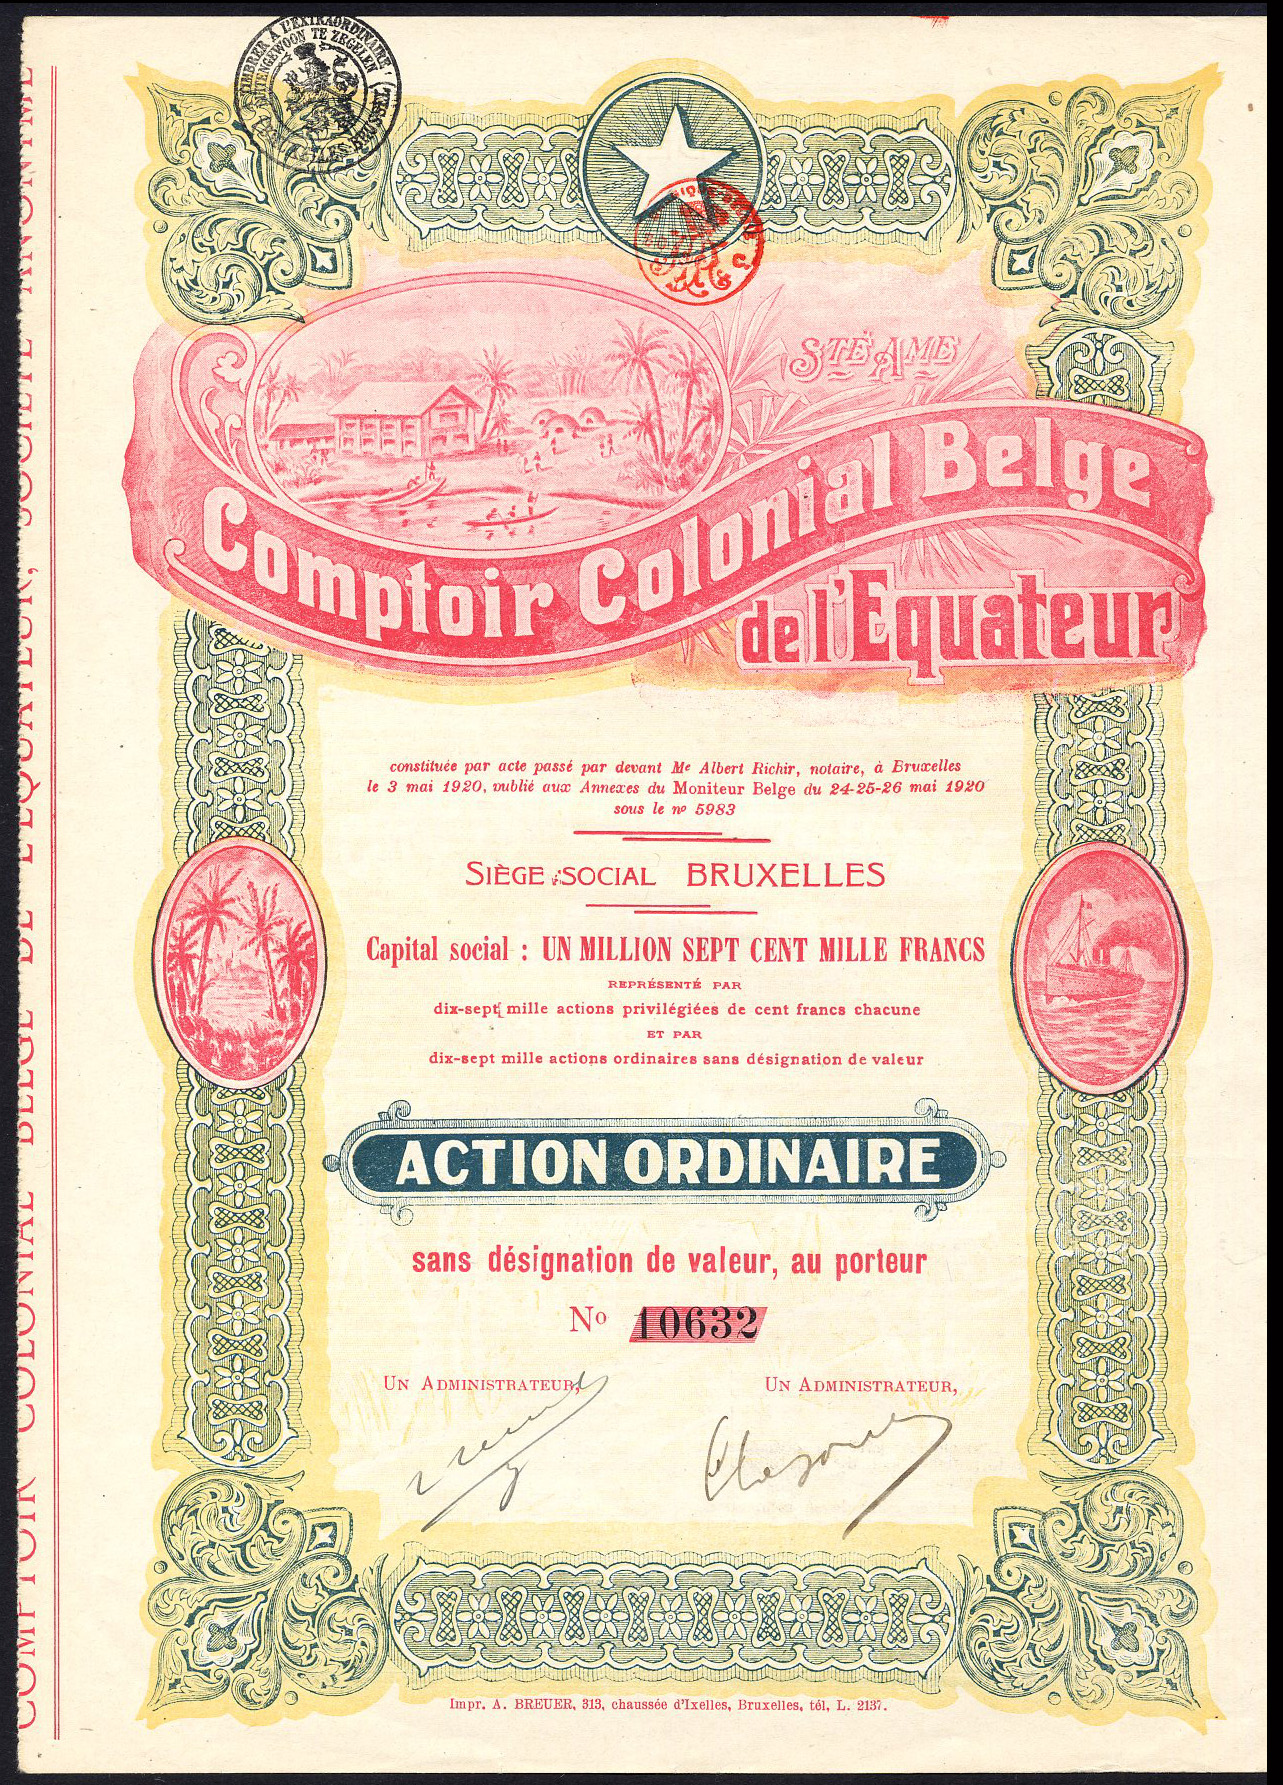 TIMBRER A L'EXTRAORDINAIRE
BUITENGEWOON TE ZEGELEN
STÉ AME
Comptoir Colonial Belge
de l'Equateur
constituée par acte passé par devant Me Albert Richir, notaire, à Bruxelles
le 3 mai 1920, publié aux Annexes du Moniteur Belge du 24-25-26 mai 1920
sous le nº 5983
SIÈGE SOCIAL BRUXELLES
Capital social : UN MILLION SEPT CENT MILLE FRANCS
REPRÉSENTÉ PAR
dix-sept mille actions privilégiées de cent francs chacune
ET PAR
dix-sept mille actions ordinaires sans désignation de valeur
ACTION ORDINAIRE
sans désignation de valeur, au porteur
Nº 10632
UN ADMINISTRATEUR,
UN ADMINISTRATEUR,
Impr. A. BREUER, 313, chaussée d'Ixelles, Bruxelles, tél, L. 2137.
COMPTOIR COLONIAL BELGE DE L'EQUATEUR, SOCIÉTÉ ANONYME